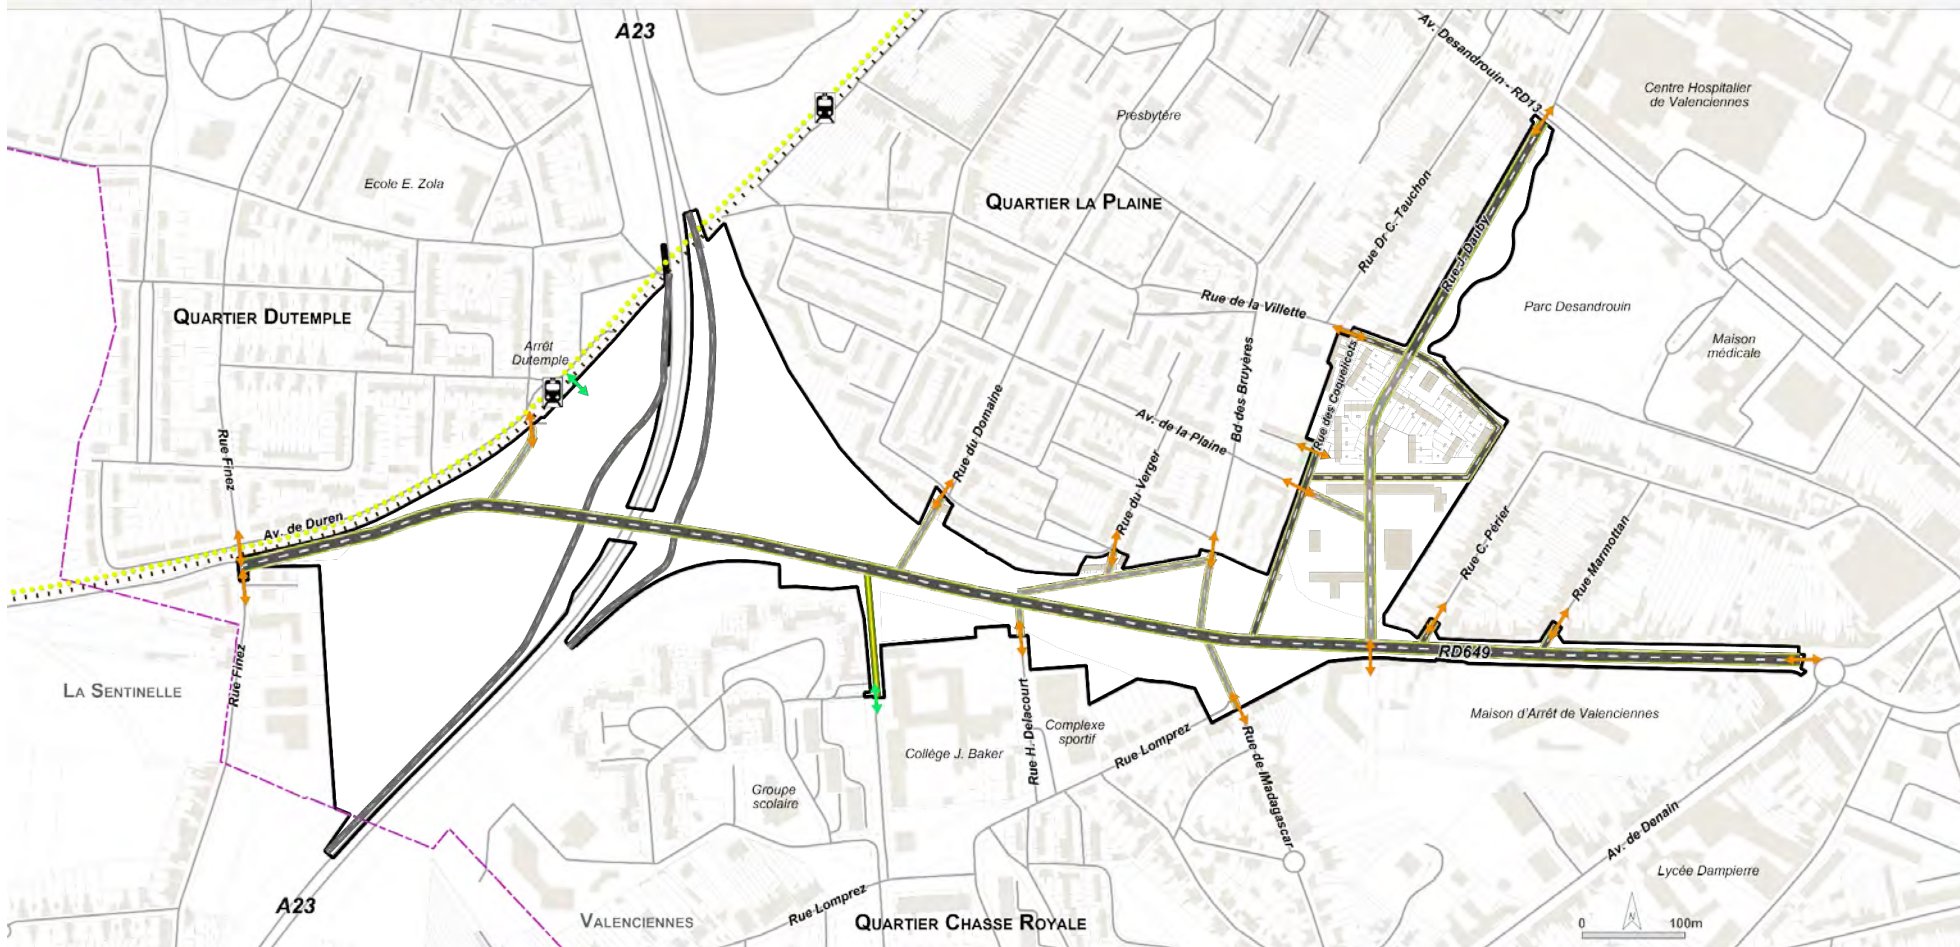 A23
Av. Desandrouin - RD13
Centre Hospitalier
de Valenciennes
Presbytére
Ecole E. Zola
QUARTIER LA PLAINE
Rue Dr C. Tauchon
Rue J. Dauby
Rue de la Villette
Parc Desandrouin
QUARTIER DUTEMPLE
Arrêt
Dutemple
Maison
médicale
Rue des Coquelicots
Bd des Bruyères
Rue du Domaine
Av. de la Plaine
Rue du Verger
Rue Finez
Av. de Duren
Rue C. Périer
Rue Marmottan
RD649
LA SENTINELLE
Rue Finez
Maison d'Arrêt de Valenciennes
Complexe
sportif
Rue H. Delacourt
Rue Lomprez
Collège J. Baker
Rue de lMadagascar
Groupe
scolaire
Av. de Denain
Lycée Dampierre
A23
VALENCIENNES
Rue Lomprez
QUARTIER CHASSE ROYALE
N
0 100m